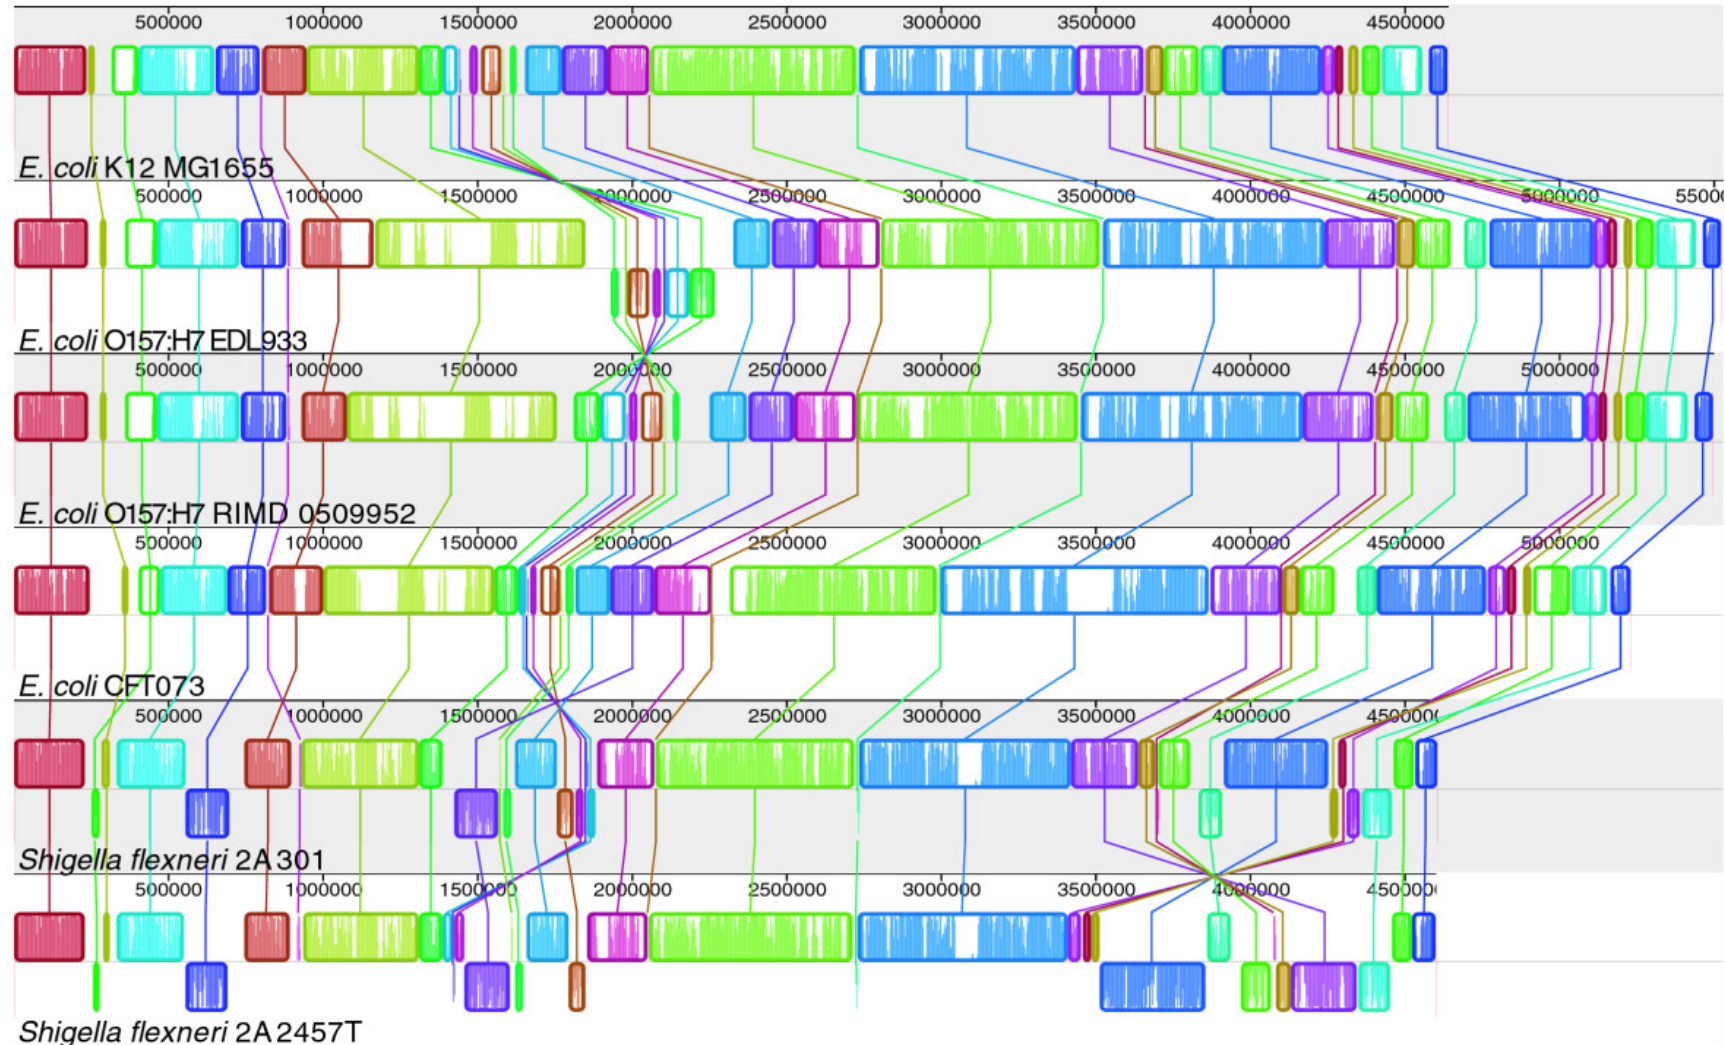 500000 1000000 1500000 2000000 2500000 3000000 3500000 4000000 4500000
E. coli K12 MG1655
500000 1000000 1500000 2000000 2500000 3000000 3500000 4000000 4500000 5000000 55000
E. coli O157:H7 EDL933
500000 1000000 1500000 2000000 2500000 3000000 3500000 4000000 4500000 5000000
E. coli O157:H7 RIMD 0509952
500000 1000000 1500000 2000000 2500000 3000000 3500000 4000000 4500000 5000000
E. coli CFT073
500000 1000000 1500000 2000000 2500000 3000000 3500000 4000000 450000
Shigella flexneri 2A 301
500000 1000000 1500000 2000000 2500000 3000000 3500000 4000000 450000
Shigella flexneri 2A 2457T